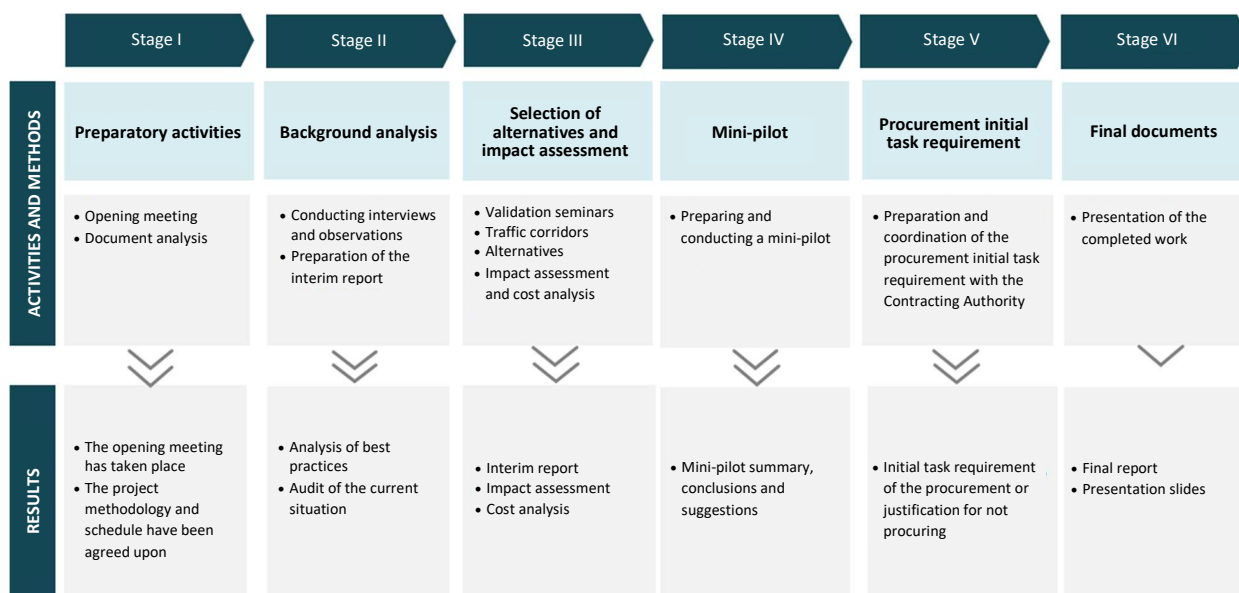 Stage I
Stage II
Stage III
Stage IV
Stage V
Stage VI
ACTIVITIES AND METHODS
Preparatory activities
Background analysis
Selection of
alternatives and
impact assessment
Mini-pilot
Procurement initial
task requirement
Final documents
• Opening meeting
• Document analysis
• Conducting interviews
and observations
• Preparation of the
interim report
• Validation seminars
• Traffic corridors
• Alternatives
• Impact assessment
and cost analysis
• Preparing and
conducting a mini-pilot
• Preparation and
coordination of the
procurement initial task
requirement with the
Contracting Authority
• Presentation of the
completed work
RESULTS
• The opening meeting
has taken place
• The project
methodology and
schedule have been
agreed upon
• Analysis of best
practices
• Audit of the current
situation
• Interim report
• Impact assessment
• Cost analysis
• Mini-pilot summary,
conclusions and
suggestions
• Initial task requirement
of the procurement or
justification for not
procuring
• Final report
• Presentation slides